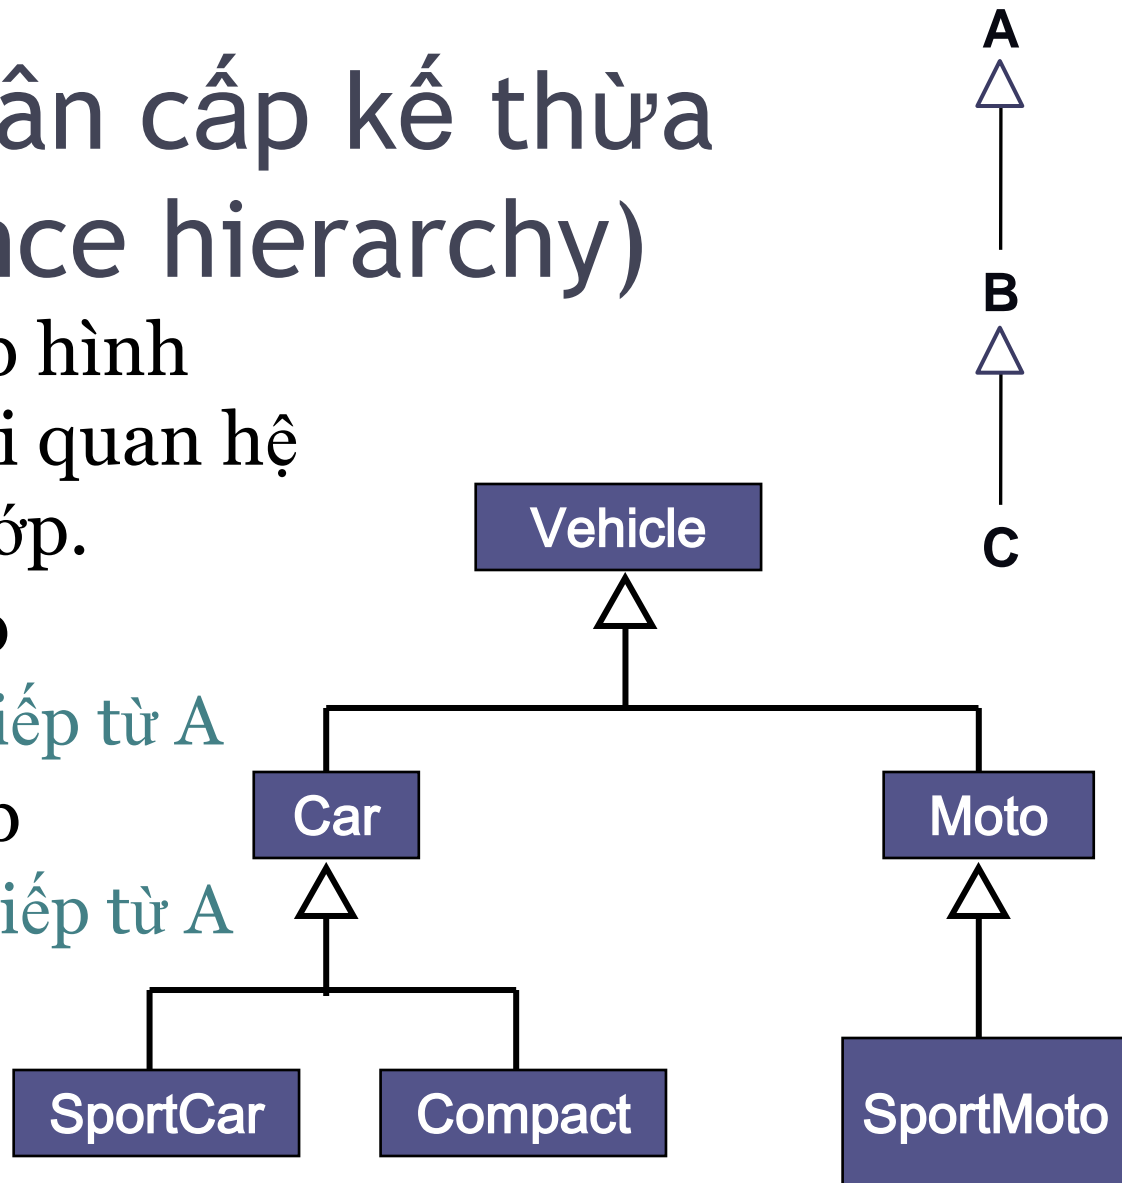 ân cấp kế thừa
nce hierarchy)
p hình
i quan hệ
ớp.
p
iếp từ A
p
iếp từ A
A
B
C
Vehicle
Car
Moto
SportCar
Compact
SportMoto